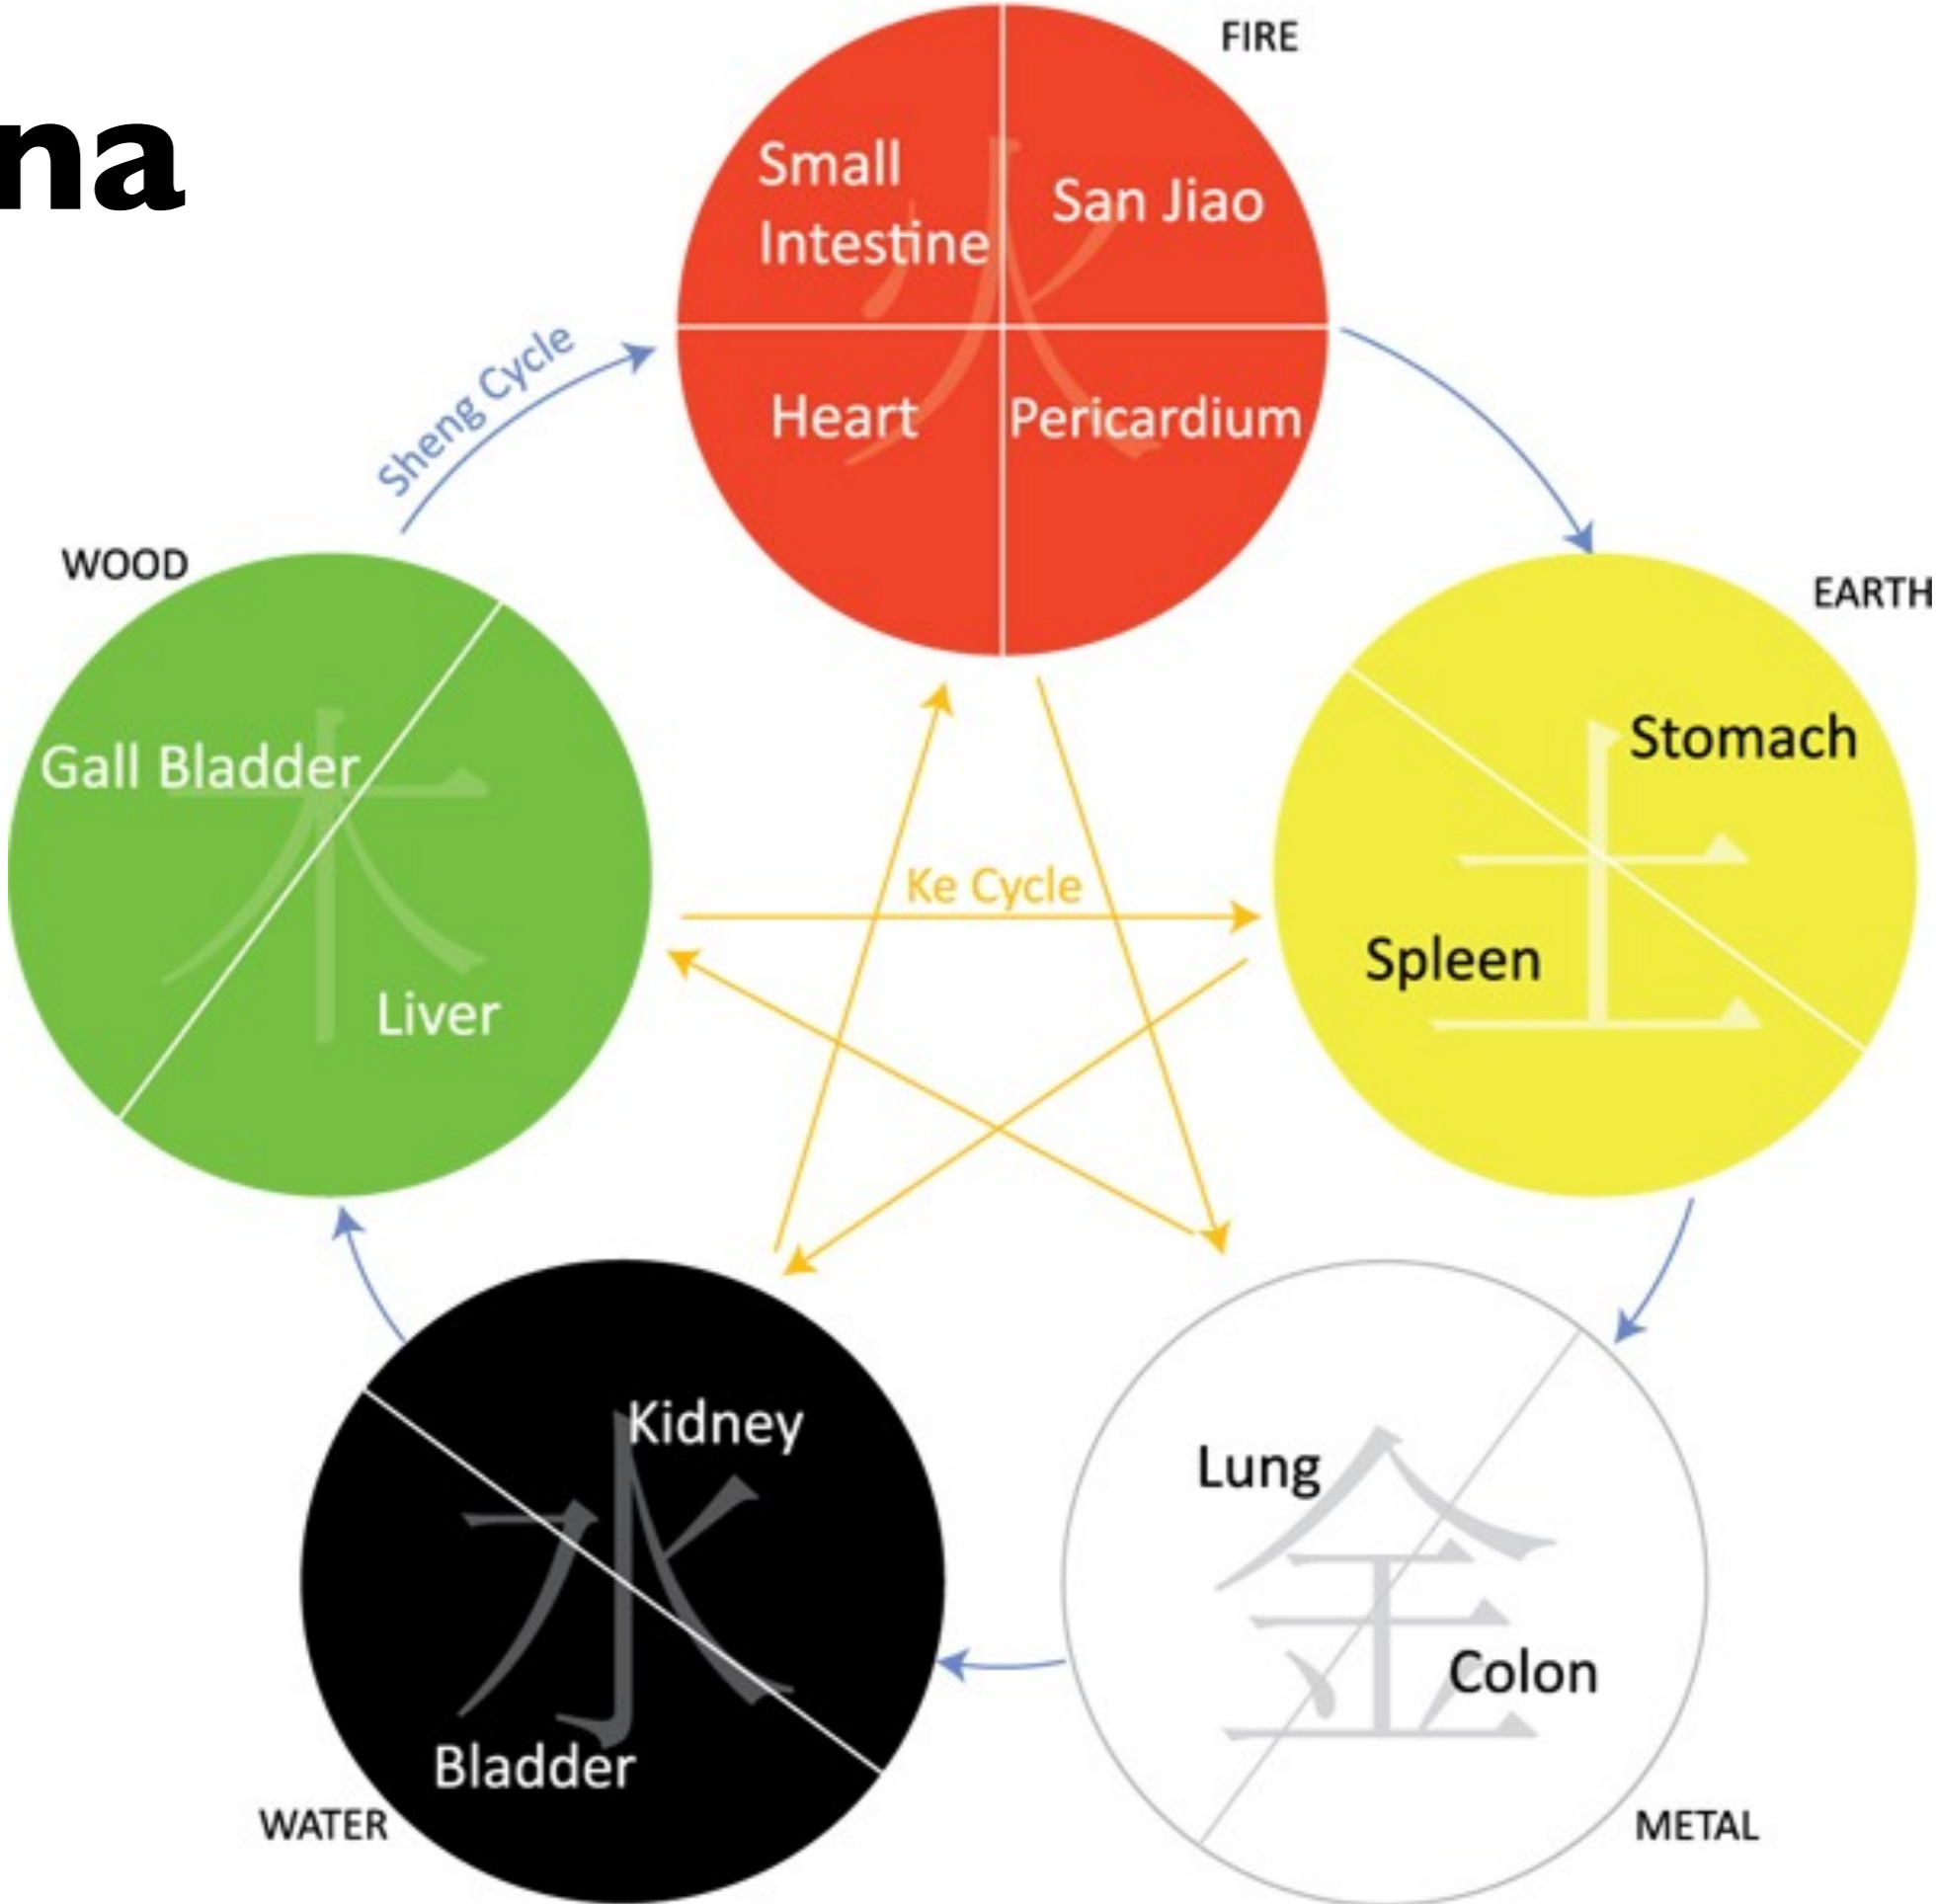 na
FIRE
Small
Intestine
San Jiao
火
Heart
Pericardium
Sheng Cycle
WOOD
EARTH
Gall Bladder
木
Liver
Stomach
土
Spleen
Ke Cycle
Kidney
水
Bladder
WATER
Lung
金
Colon
METAL